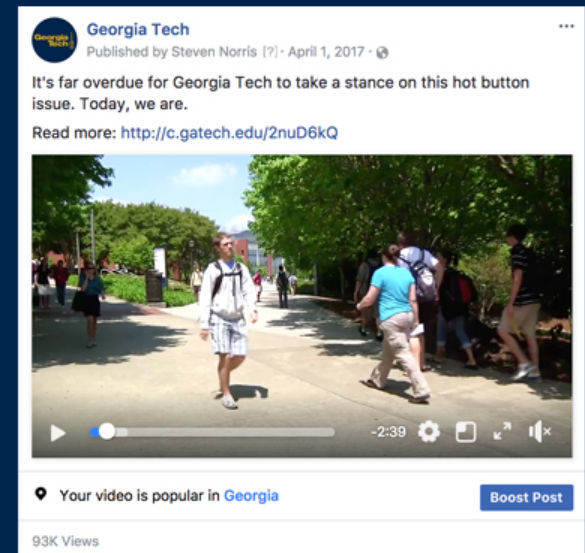 Georgia Tech
Georgia Tech
Published by Steven Norris [?] · April 1, 2017 ·
It's far overdue for Georgia Tech to take a stance on this hot button
issue. Today, we are.
Read more: http://c.gatech.edu/2nuD6kQ
-2:39
Your video is popular in Georgia
Boost Post
93K Views